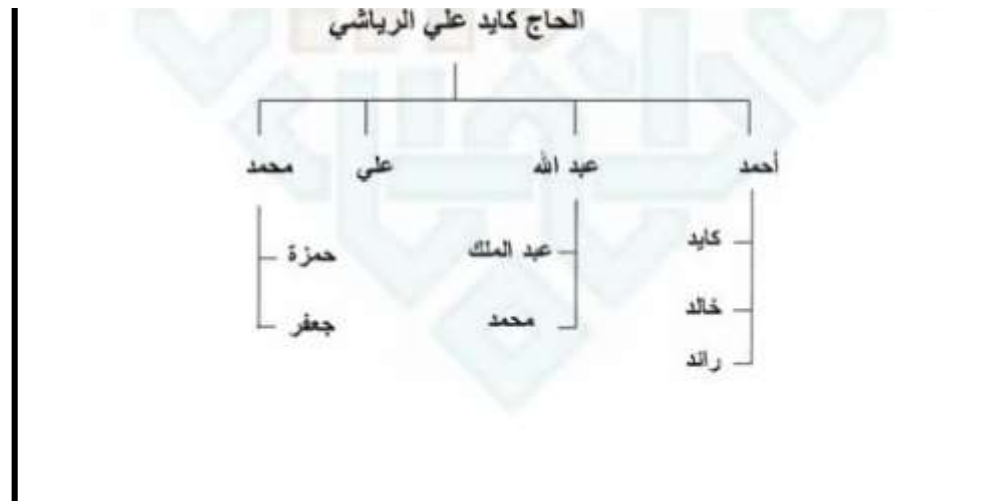 الحاج كايد علي الرياشي
أحمد عبد الله علي محمد
كايد عبد الملك حمزة
خالد محمد جعفر
رائد